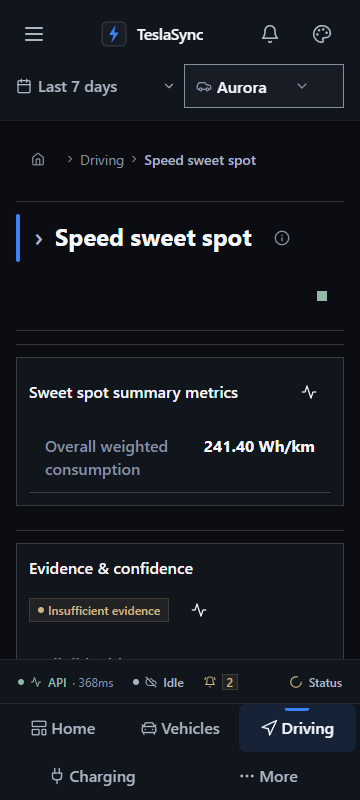 TeslaSync
Last 7 days
Aurora
Driving
Speed sweet spot
Speed sweet spot
Sweet spot summary metrics
Overall weighted consumption
241.40 Wh/km
Evidence & confidence
Insufficient evidence
API · 368ms
Idle
2
Status
Home
Vehicles
Driving
Charging
More